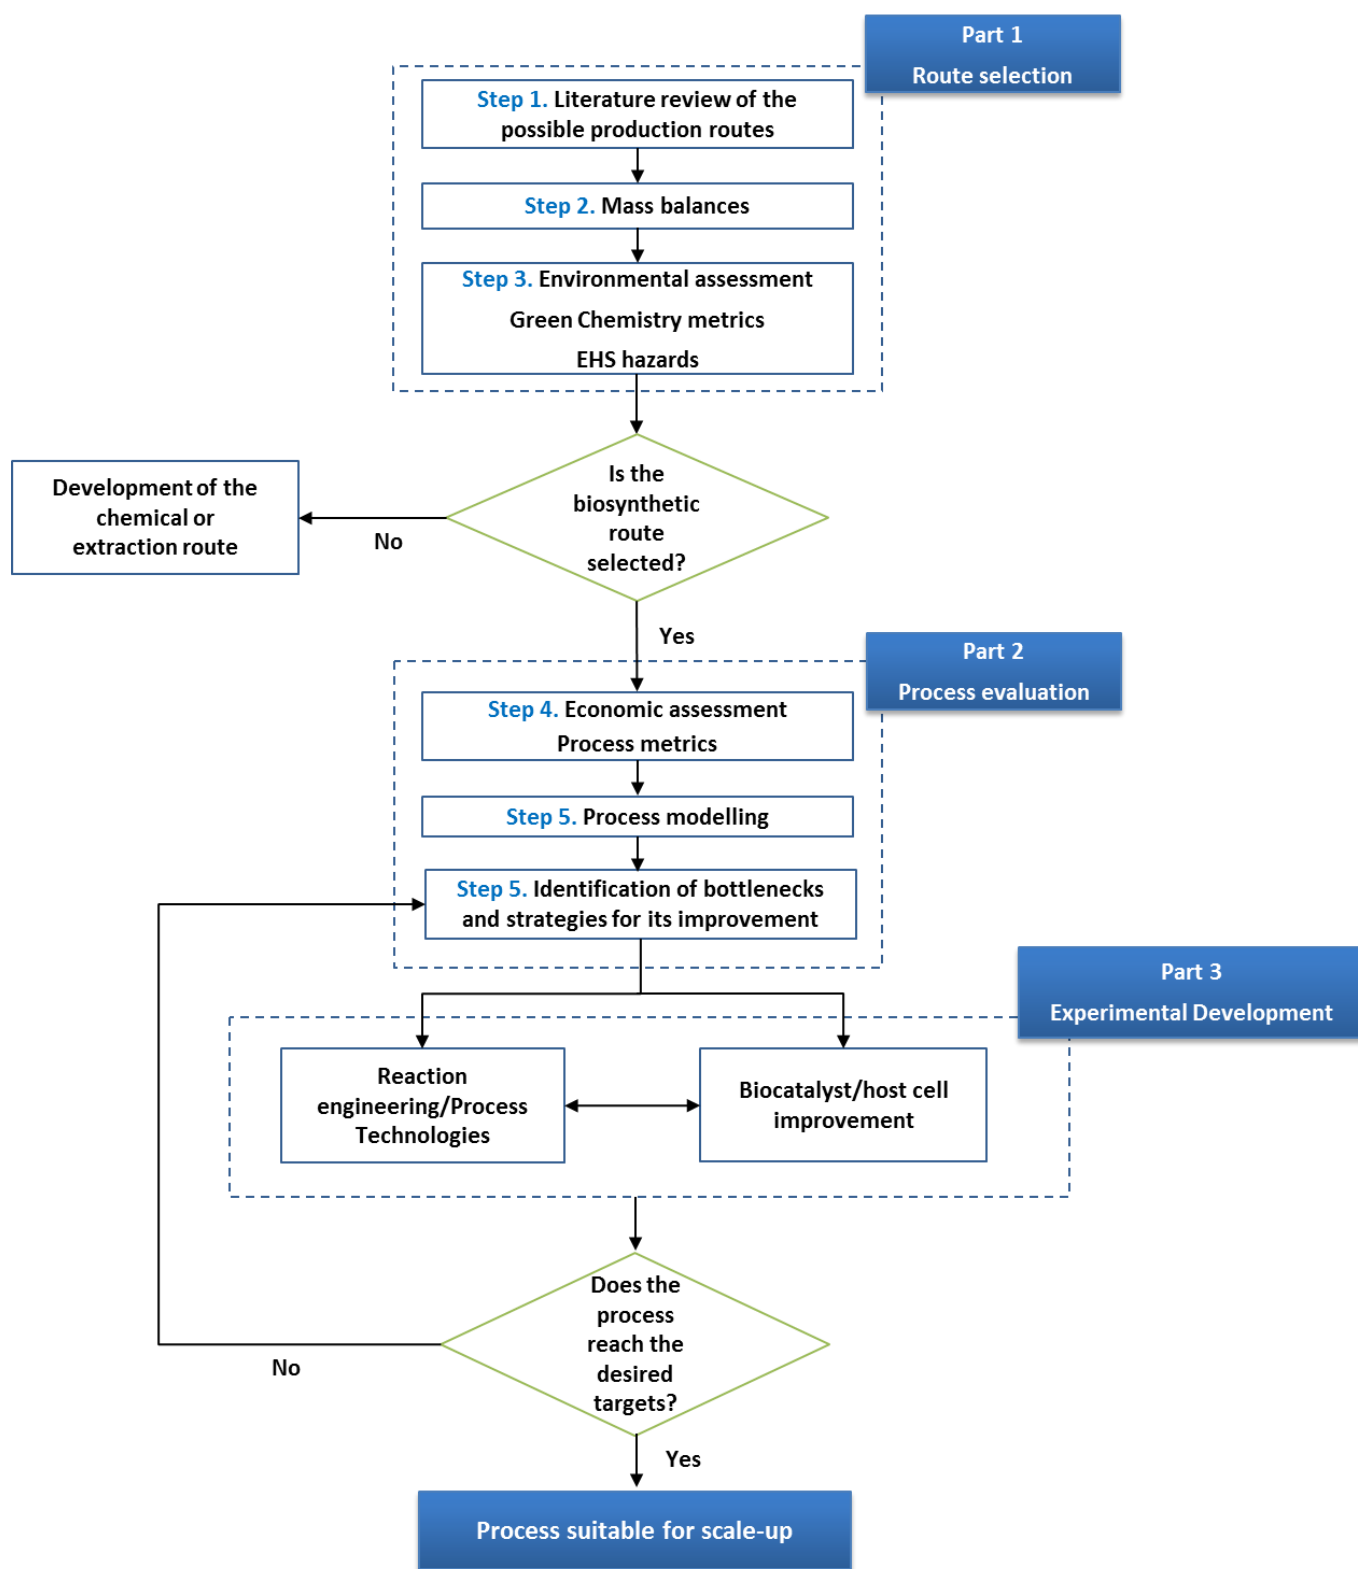 Part 1
Route selection
Step 1. Literature review of the
possible production routes
Step 2. Mass balances
Step 3. Environmental assessment
Green Chemistry metrics
EHS hazards
Is the
biosynthetic
route
selected?
Development of the
chemical or
extraction route
No
Yes
Part 2
Process evaluation
Step 4. Economic assessment
Process metrics
Step 5. Process modelling
Step 5. Identification of bottlenecks
and strategies for its improvement
Part 3
Experimental Development
Reaction
engineering/Process
Technologies
Biocatalyst/host cell
improvement
Does the
process
reach the
desired
targets?
No
Yes
Process suitable for scale-up